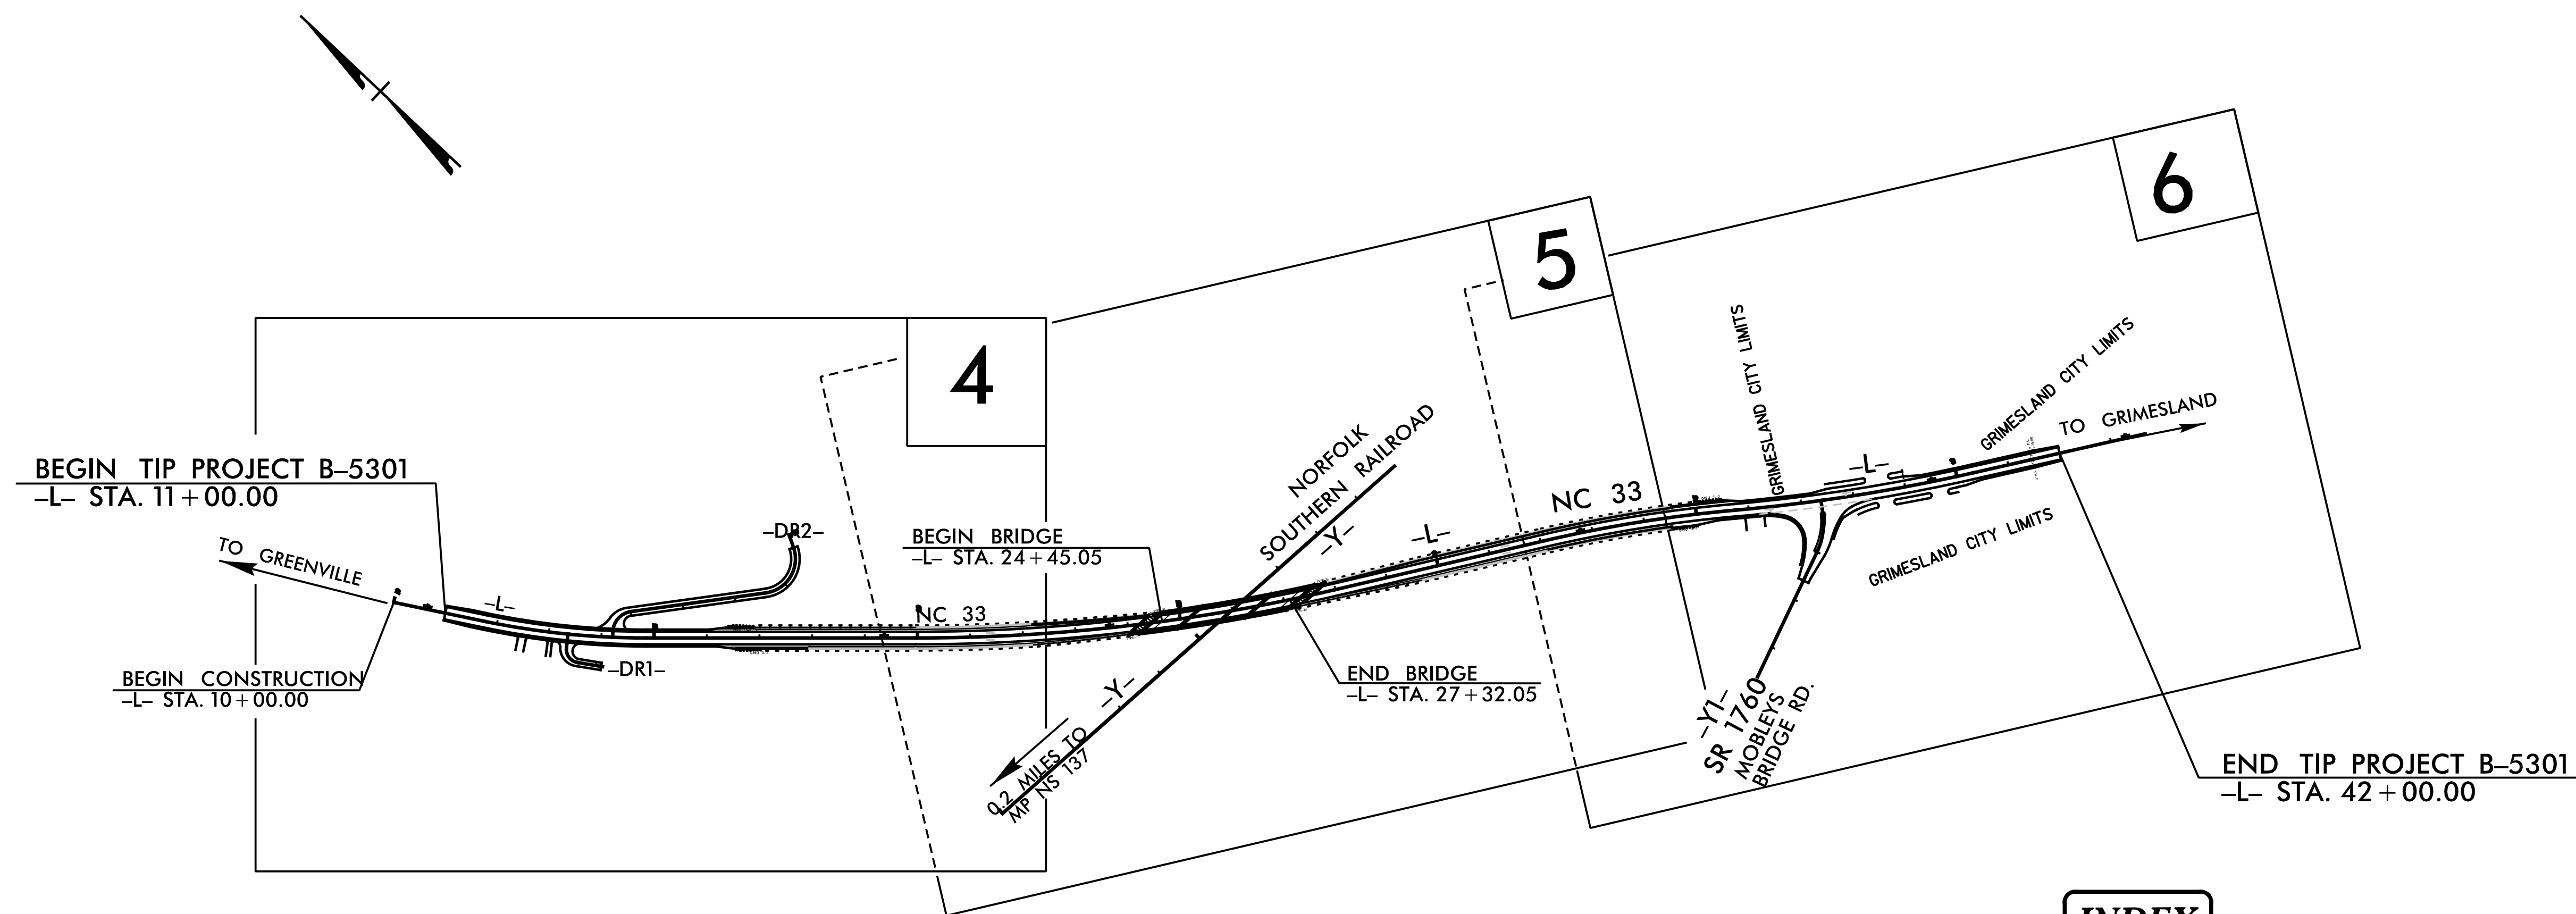 6
5
4
GRIMESLAND CITY LIMITS
GRIMESLAND CITY LIMITS
TO GRIMESLAND
NORFOLK
SOUTHERN RAILROAD
–Y–
BEGIN TIP PROJECT B–5301
–L– STA. 11+00.00
–L–
NC 33
–L–
GRIMESLAND CITY LIMITS
–DR2–
BEGIN BRIDGE
–L– STA. 24+45.05
TO GREENVILLE
–L–
NC 33
–DR1–
BEGIN CONSTRUCTION
–L– STA. 10+00.00
END BRIDGE
–L– STA. 27+32.05
–Y–
0.2 MILES TO
MP NS 137
–Y1–
SR 1760
MOBLEYS
BRIDGE RD.
END TIP PROJECT B–5301
–L– STA. 42+00.00
INDEX